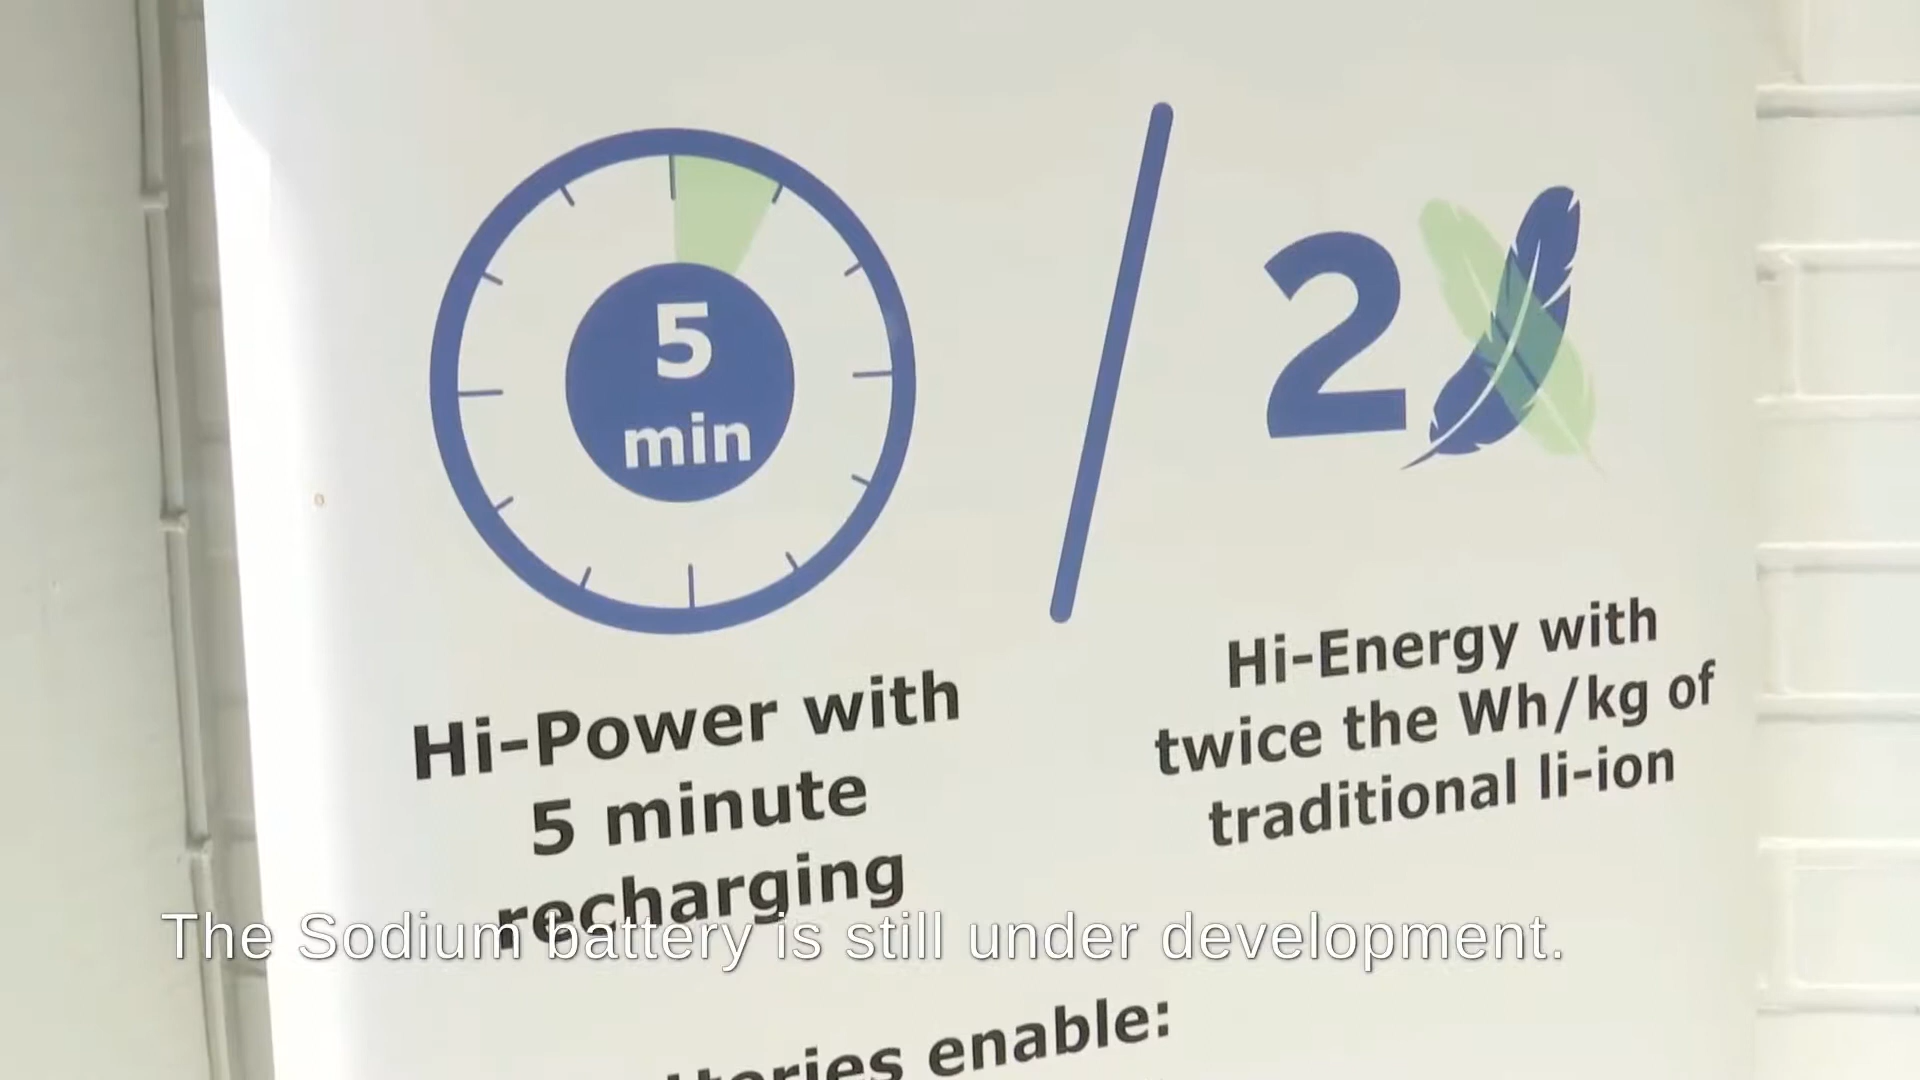 5
min
2
Hi-Power with
5 minute
recharging
Hi-Energy with
twice the Wh/kg of
traditional li-ion
The Sodium battery is still under development.
enable: